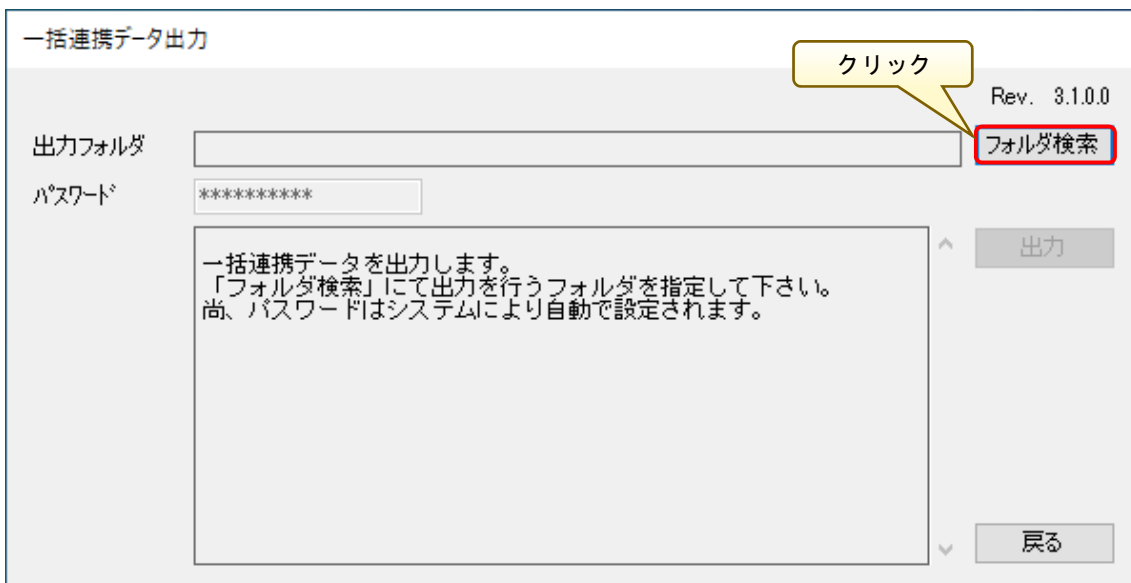 一括連携データ出力
クリック
Rev. 3.1.0.0
出力フォルダ
フォルダ検索
パスワード
**********
一括連携データを出力します。
「フォルダ検索」にて出力を行うフォルダを指定して下さい。
尚、パスワードはシステムにより自動で設定されます。
出力
戻る